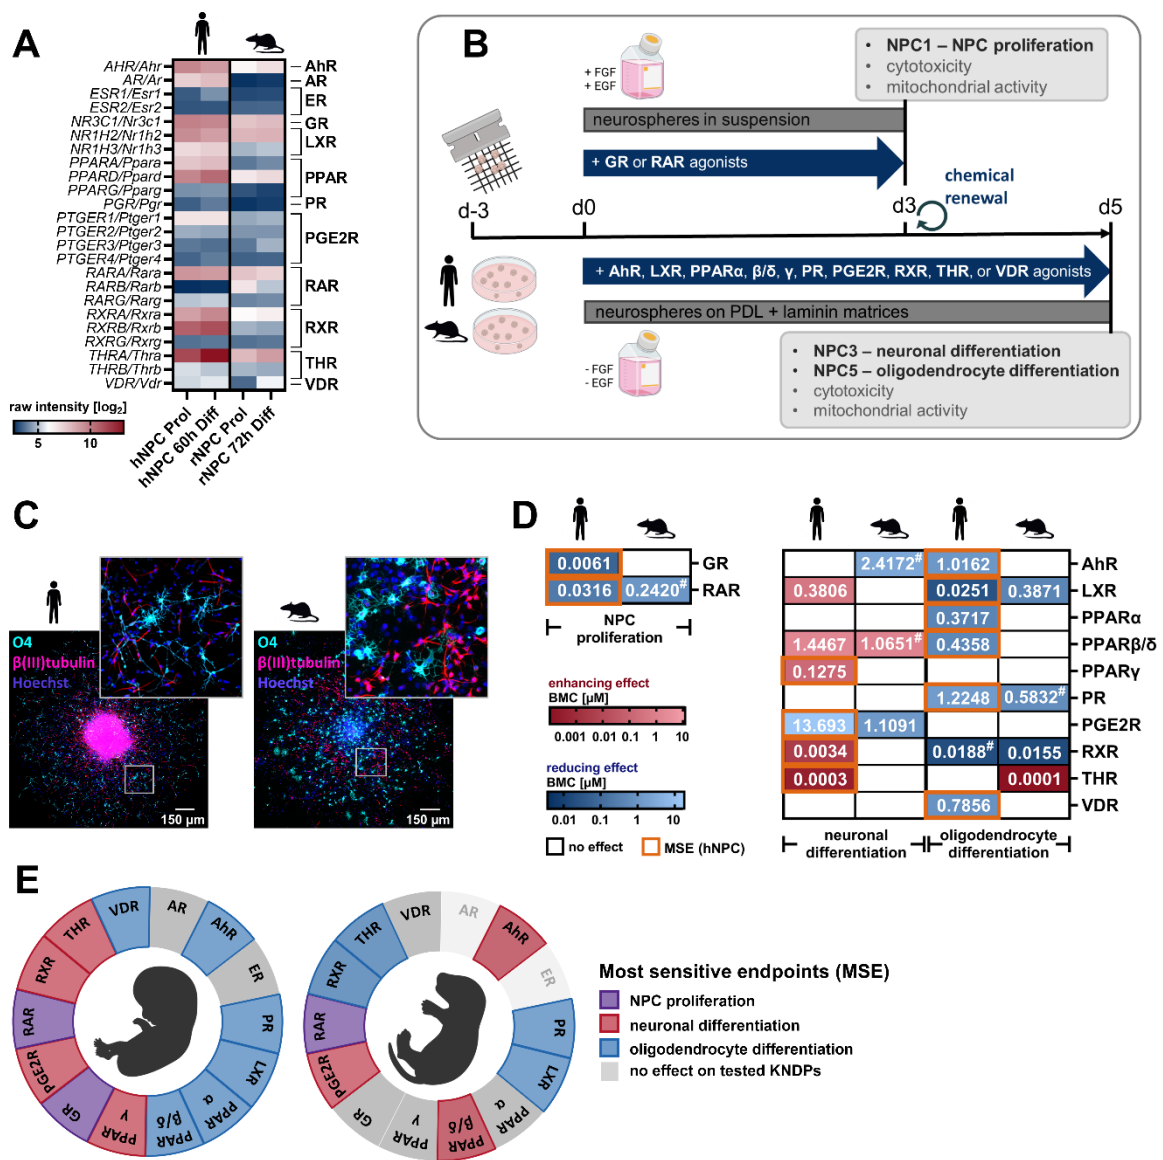 A
AHR/Ahr
AR/Ar
ESR1/Esr1
ESR2/Esr2
NR3C1/Nr3c1
NR1H2/Nr1h2
NR1H3/Nr1h3
PPARA/Ppara
PPARD/Ppard
PPARG/Pparg
PGR/Pgr
PTGER1/Ptger1
PTGER2/Ptger2
PTGER3/Ptger3
PTGER4/Ptger4
RARA/Rara
RARB/Rarb
RARG/Rarg
RXRA/Rxra
RXRB/Rxrb
RXRG/Rxrg
THRA/Thra
THRB/Thrb
VDR/Vdr
AhR
AR
ER
GR
LXR
PPAR
PR
PGE2R
RAR
RXR
THR
VDR
raw intensity [log2]
5 10
hNPC Prol
hNPC 60h Diff
rNPC Prol
rNPC 72h Diff
B
+ FGF
+ EGF
• NPC1 – NPC proliferation
• cytotoxicity
• mitochondrial activity
neurospheres in suspension
+ GR or RAR agonists
chemical
renewal
d-3 d0 d3 d5
+ AhR, LXR, PPARα, β/δ, γ, PR, PGE2R, RXR, THR, or VDR agonists
neurospheres on PDL + laminin matrices
- FGF
- EGF
• NPC3 – neuronal differentiation
• NPC5 – oligodendrocyte differentiation
• cytotoxicity
• mitochondrial activity
C
O4
β(III)tubulin
Hoechst
150 µm
O4
β(III)tubulin
Hoechst
150 µm
D
0.0061 GR
0.0316 0.2420# RAR
NPC
proliferation
enhancing effect
BMC [µM]
0.001 0.01 0.1 1 10
reducing effect
BMC [µM]
0.01 0.1 1 10
no effect MSE (hNPC)
2.4172# 1.0162 AhR
0.3806 0.0251 0.3871 LXR
0.3717 PPARα
1.4467 1.0651# 0.4358 PPARβ/δ
0.1275 PPARγ
1.2248 0.5832# PR
13.693 1.1091 PGE2R
0.0034 0.0188# 0.0155 RXR
0.0003 0.0001 THR
0.7856 VDR
neuronal
differentiation
oligodendrocyte
differentiation
E
AR
AhR
ER
PR
LXR
PPAR
α
PPAR
β/δ
PPAR
γ
GR
PGE2R
RAR
RXR
THR
VDR
AR
AhR
ER
PR
LXR
PPAR
α
PPAR
β/δ
PPAR
γ
GR
PGE2R
RAR
RXR
THR
VDR
Most sensitive endpoints (MSE)
NPC proliferation
neuronal differentiation
oligodendrocyte differentiation
no effect on tested KNDPs